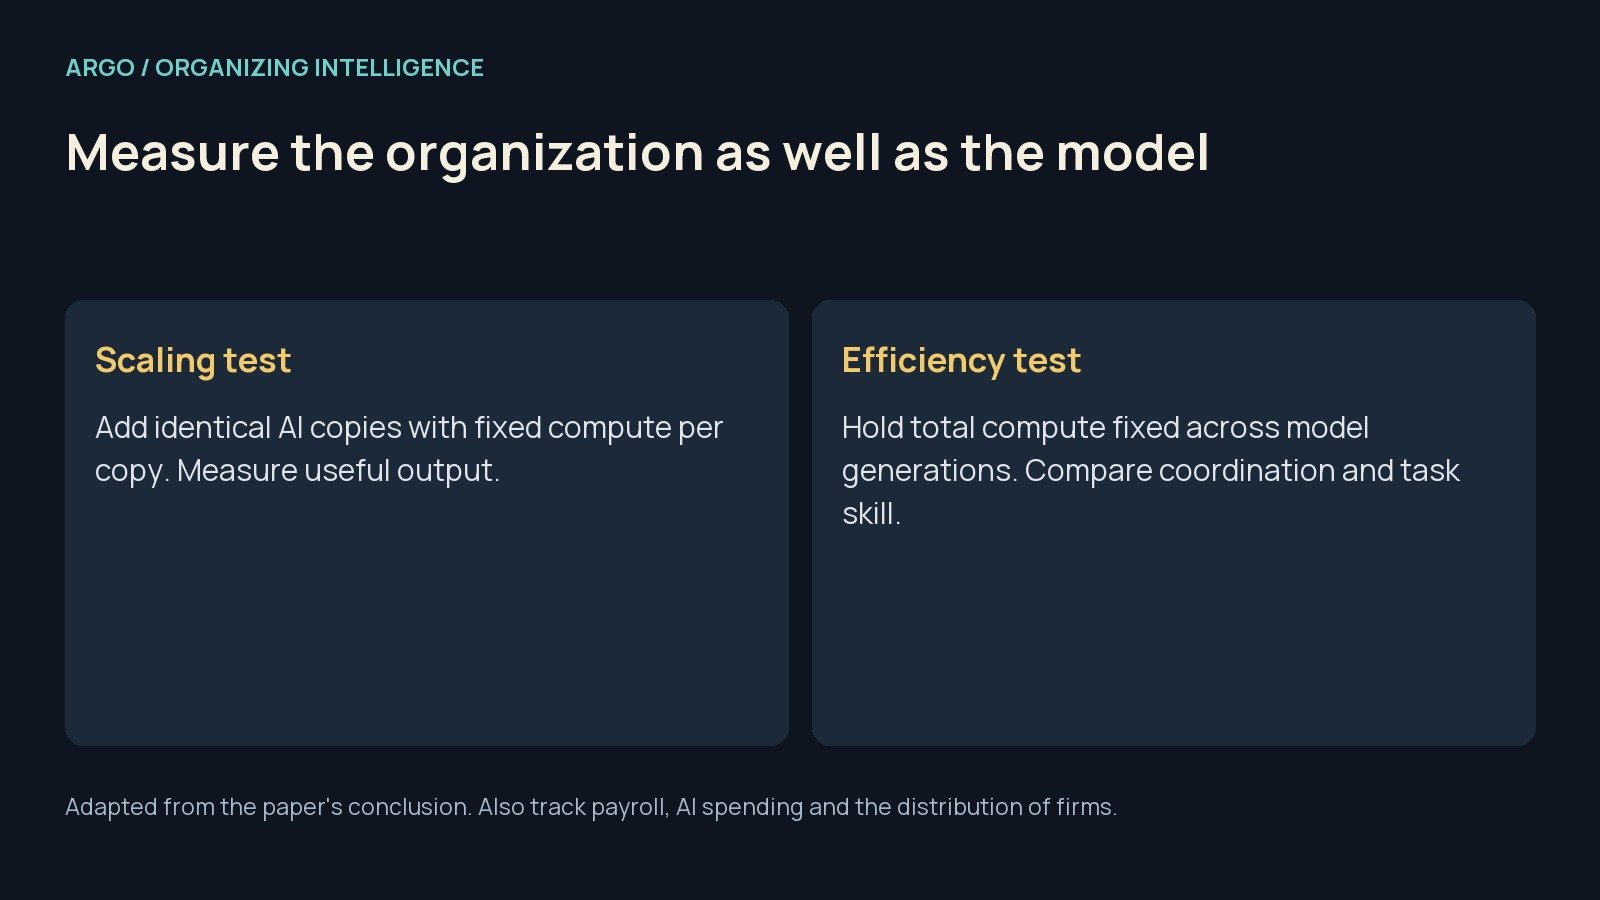 ARGO / ORGANIZING INTELLIGENCE
Measure the organization as well as the model
Scaling test
Add identical AI copies with fixed compute per
copy. Measure useful output.
Efficiency test
Hold total compute fixed across model
generations. Compare coordination and task
skill.
Adapted from the paper's conclusion. Also track payroll, AI spending and the distribution of firms.